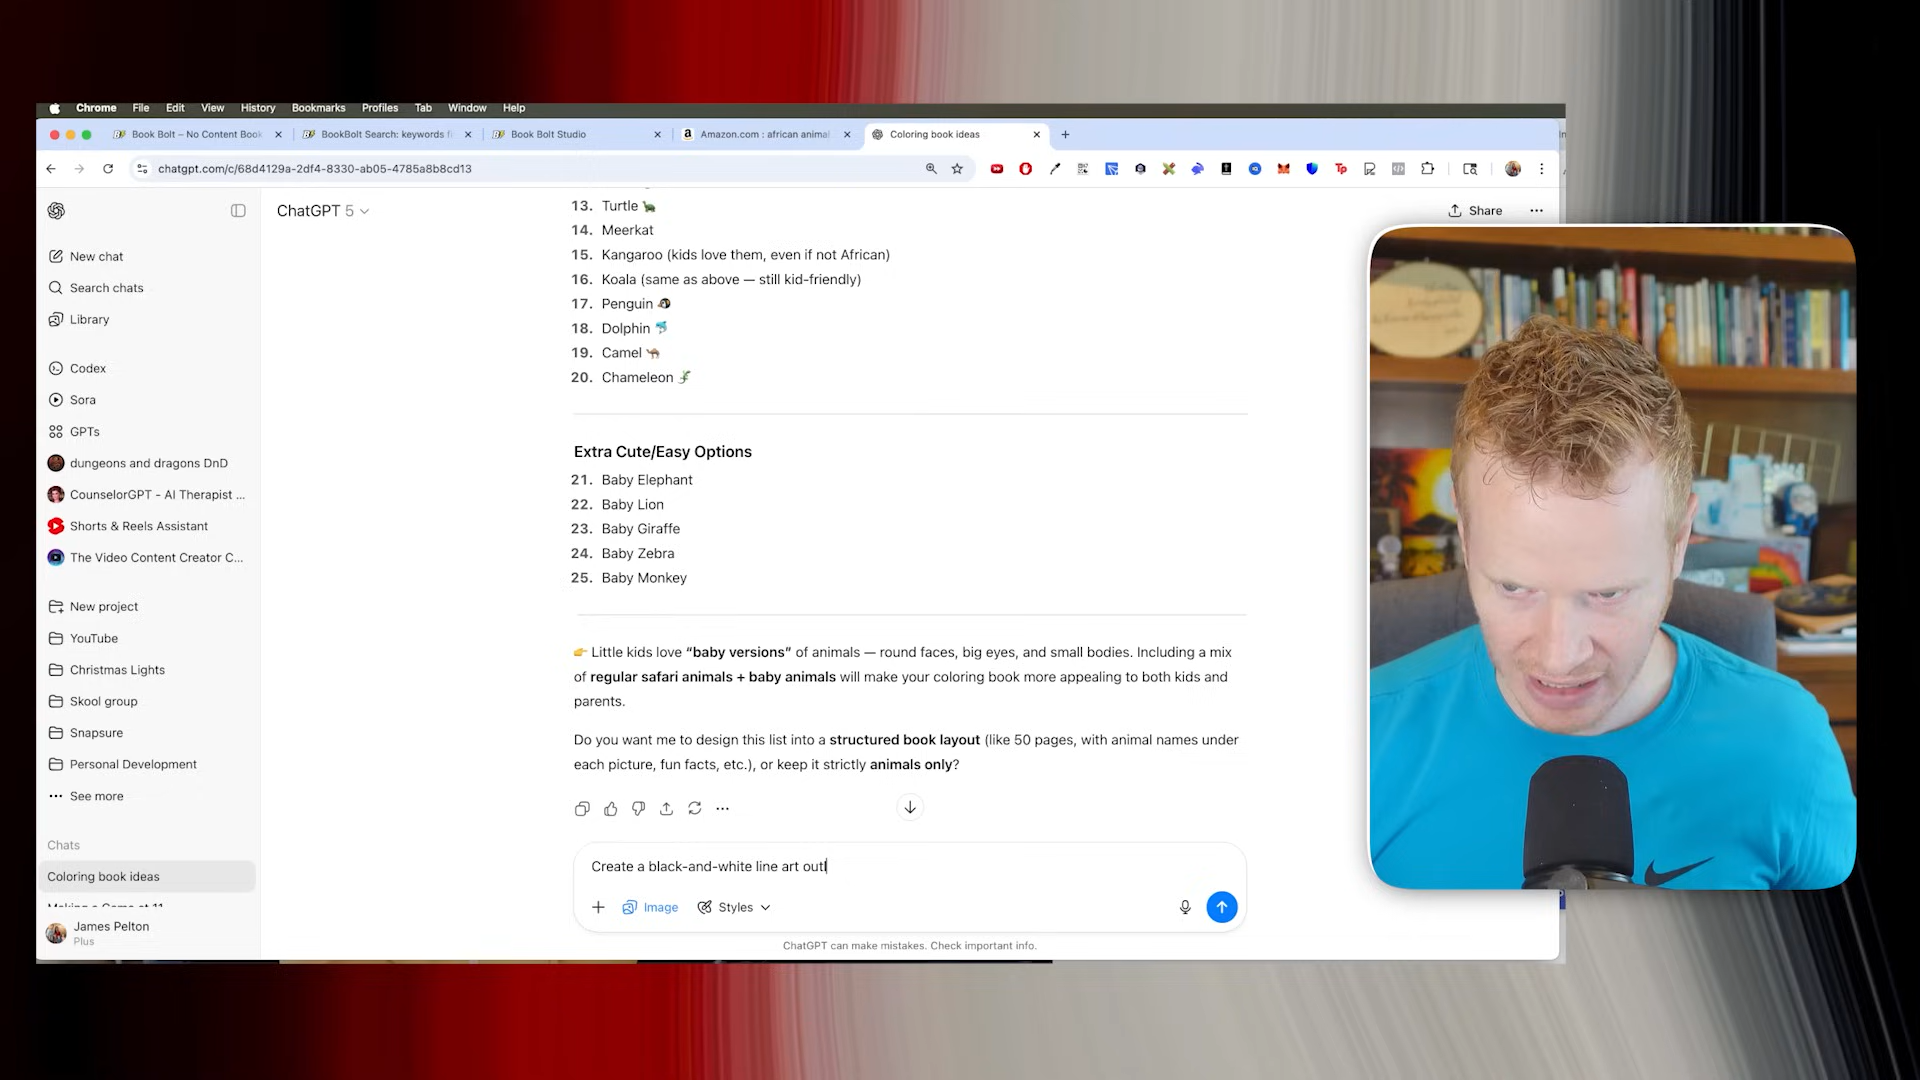 Chrome File Edit View History Bookmarks Profiles Tab Window Help
Book Bolt – No Content Book
BookBolt Search: keywords f
Book Bolt Studio
Amazon.com : african animal
Coloring book ideas
chatgpt.com/c/68d4129a-2df4-8330-ab05-4785a8b8cd13
ChatGPT 5
Share
New chat
Search chats
Library
Codex
Sora
GPTs
dungeons and dragons DnD
CounselorGPT - AI Therapist ...
Shorts & Reels Assistant
The Video Content Creator C...
New project
YouTube
Christmas Lights
Skool group
Snapsure
Personal Development
See more
Chats
Coloring book ideas
James Pelton
Plus
13. Turtle 🐢
14. Meerkat
15. Kangaroo (kids love them, even if not African)
16. Koala (same as above — still kid-friendly)
17. Penguin 🐧
18. Dolphin 🐬
19. Camel 🐪
20. Chameleon 🦎
Extra Cute/Easy Options
21. Baby Elephant
22. Baby Lion
23. Baby Giraffe
24. Baby Zebra
25. Baby Monkey
👉 Little kids love “baby versions” of animals — round faces, big eyes, and small bodies. Including a mix
of regular safari animals + baby animals will make your coloring book more appealing to both kids and
parents.
Do you want me to design this list into a structured book layout (like 50 pages, with animal names under
each picture, fun facts, etc.), or keep it strictly animals only?
Create a black-and-white line art outl
Image
Styles
ChatGPT can make mistakes. Check important info.